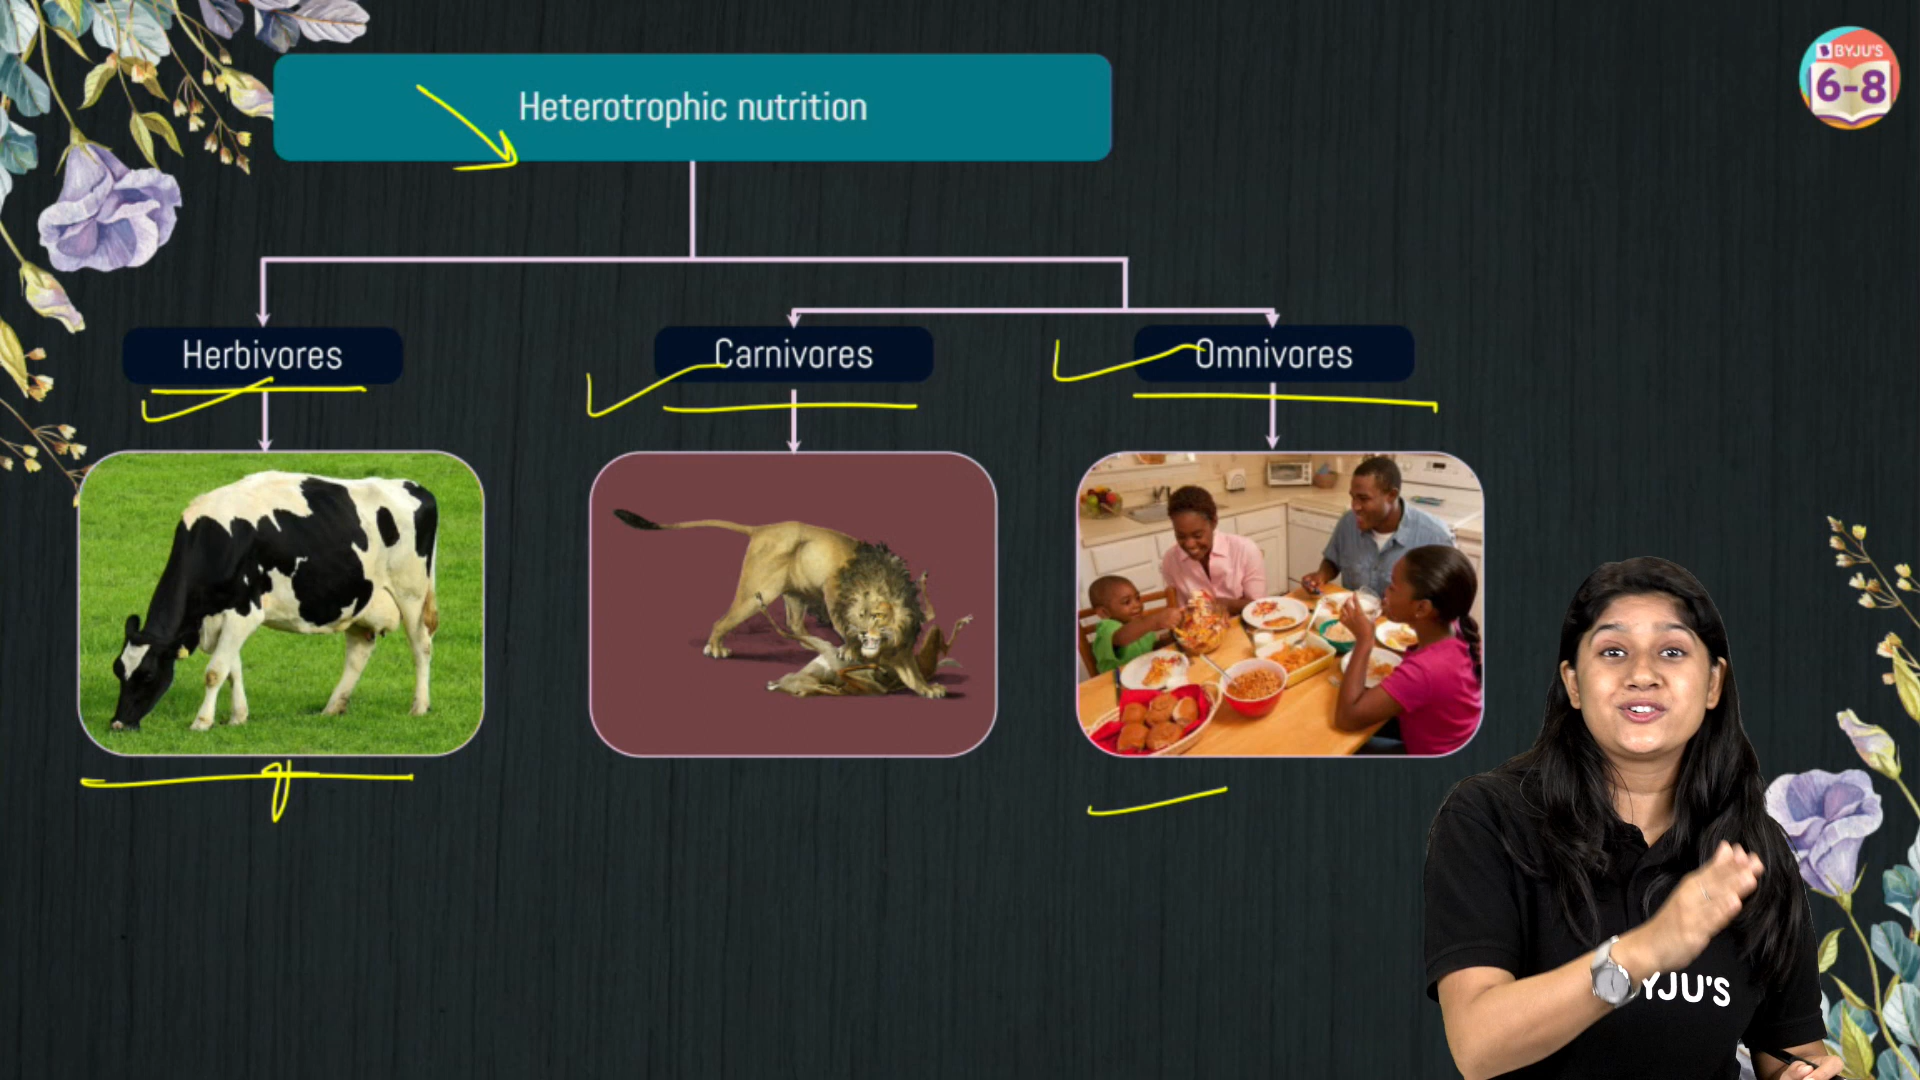 Heterotrophic nutrition
BYJU'S
6-8
Herbivores
Carnivores
Omnivores
YJU'S